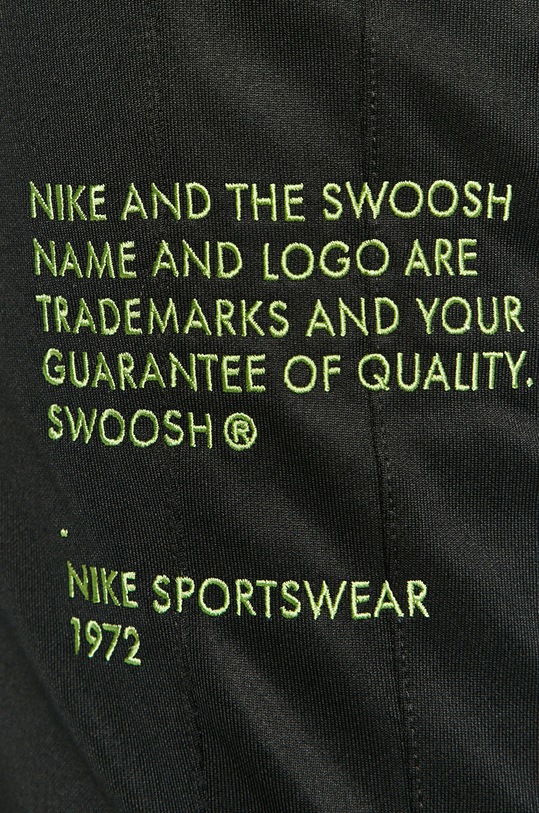 NIKE AND THE SWOOSH
NAME AND LOGO ARE
TRADEMARKS AND YOUR
GUARANTEE OF QUALITY.
SWOOSH ®
.
NIKE SPORTSWEAR
1972